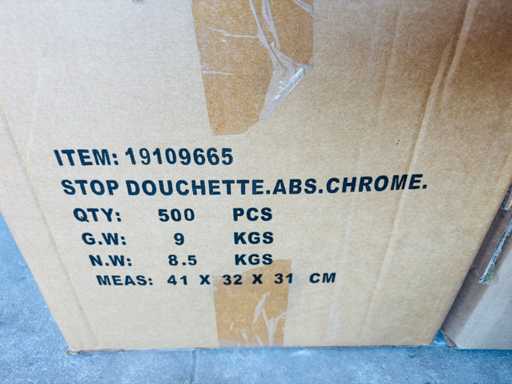 ITEM: 19109665
STOP DOUCHETTE.ABS.CHROME.
QTY: 500 PCS
G.W: 9 KGS
N.W: 8.5 KGS
MEAS: 41 X 32 X 31 CM